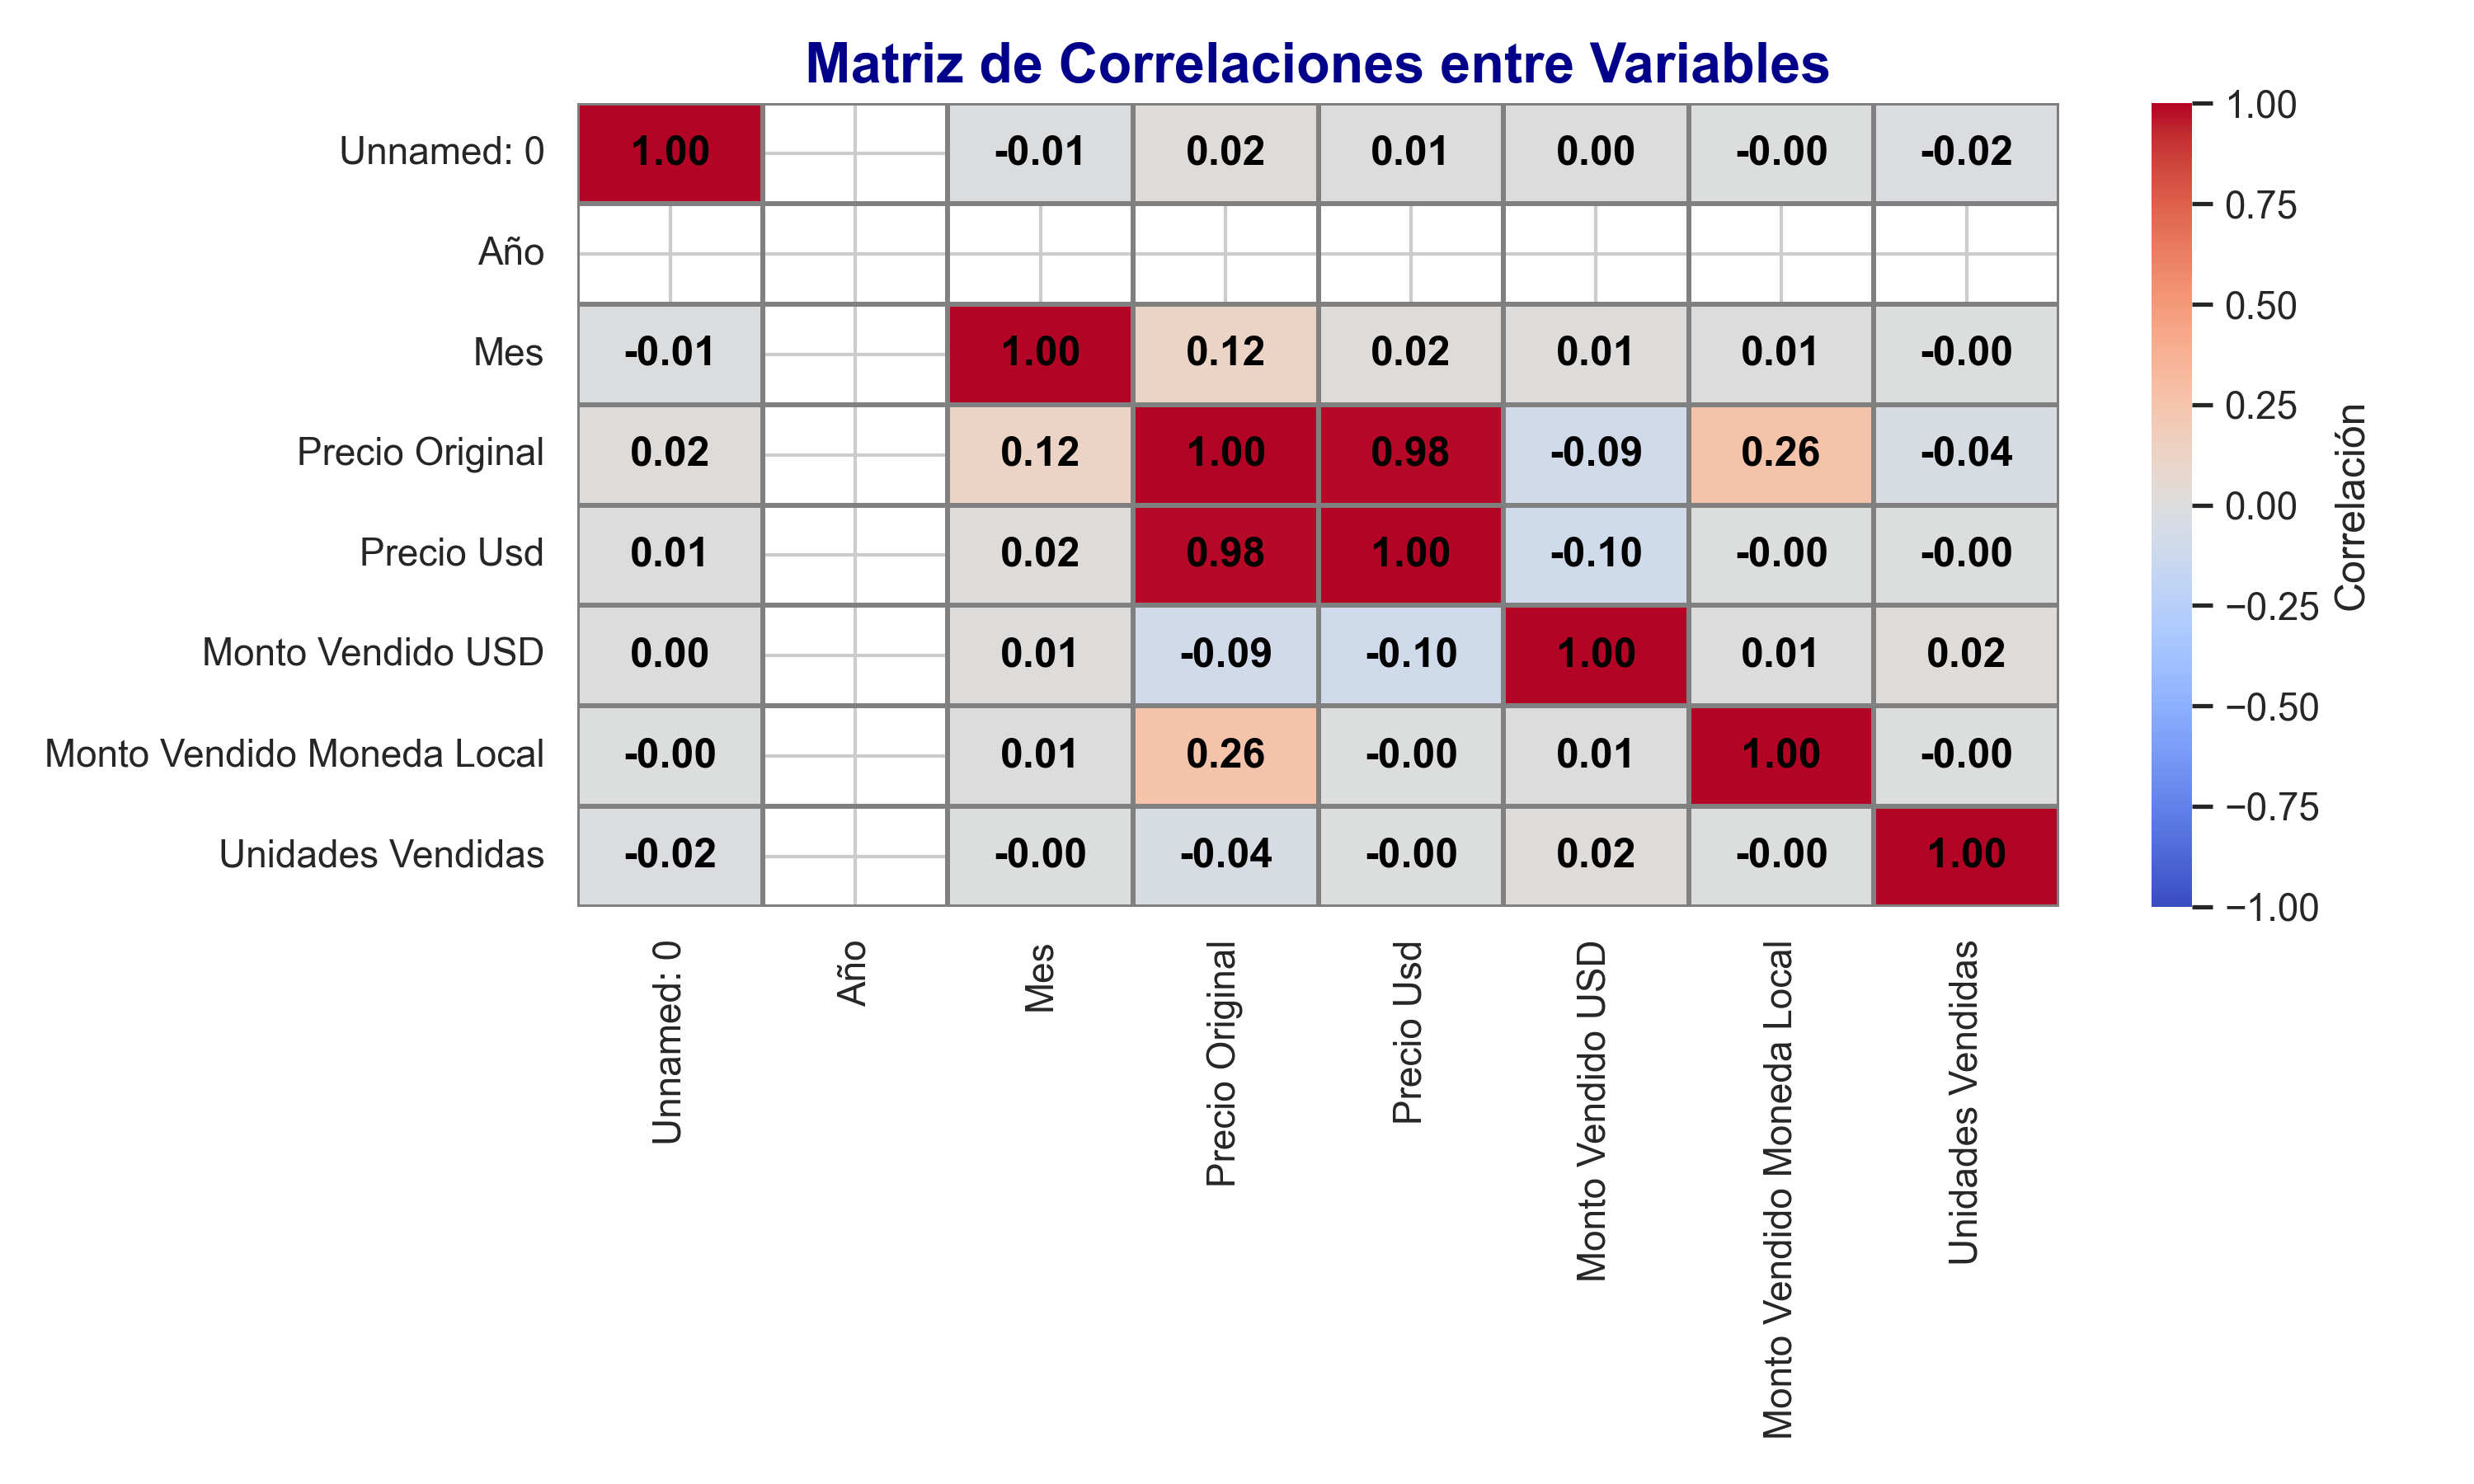 Matriz de Correlaciones entre Variables
Unnamed: 0 1.00 -0.01 0.02 0.01 0.00 -0.00 -0.02
Año
Mes -0.01 1.00 0.12 0.02 0.01 0.01 -0.00
Precio Original 0.02 0.12 1.00 0.98 -0.09 0.26 -0.04
Precio Usd 0.01 0.02 0.98 1.00 -0.10 -0.00 -0.00
Monto Vendido USD 0.00 0.01 -0.09 -0.10 1.00 0.01 0.02
Monto Vendido Moneda Local -0.00 0.01 0.26 -0.00 0.01 1.00 -0.00
Unidades Vendidas -0.02 -0.00 -0.04 -0.00 0.02 -0.00 1.00
Unnamed: 0
Año
Mes
Precio Original
Precio Usd
Monto Vendido USD
Monto Vendido Moneda Local
Unidades Vendidas
1.00
0.75
0.50
0.25
0.00
−0.25
−0.50
−0.75
−1.00
Correlación